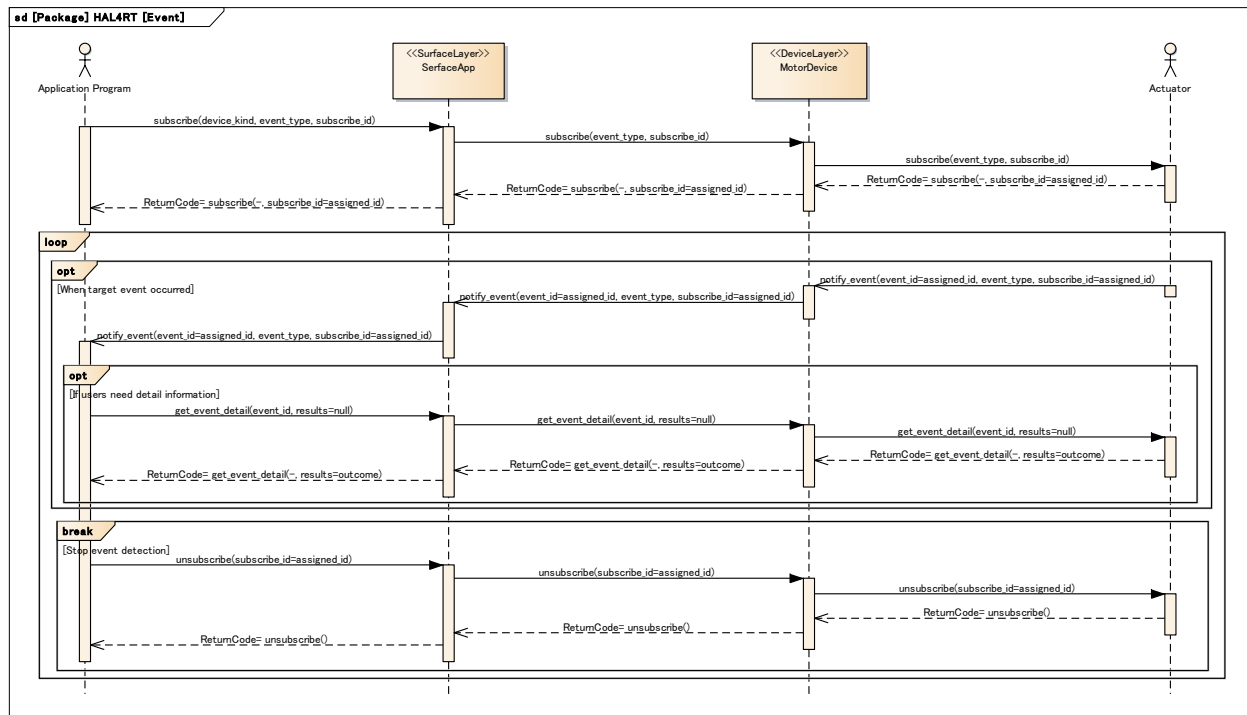 sd [Package] HAL4RT [Event]
<<SurfaceLayer>>
SerfaceApp
<<DeviceLayer>>
MotorDevice
Application Program
Actuator
subscribe(device_kind, event_type, subscribe_id)
subscribe(event_type, subscribe_id)
subscribe(event_type, subscribe_id)
ReturnCode= subscribe(-, subscribe_id=assigned_id)
ReturnCode= subscribe(-, subscribe_id=assigned_id)
ReturnCode= subscribe(-, subscribe_id=assigned_id)
loop
opt
[When target event occurred]
notify_event(event_id=assigned_id, event_type, subscribe_id=assigned_id)
notify_event(event_id=assigned_id, event_type, subscribe_id=assigned_id)
notify_event(event_id=assigned_id, event_type, subscribe_id=assigned_id)
opt
[If users need detail information]
get_event_detail(event_id, results=null)
get_event_detail(event_id, results=null)
get_event_detail(event_id, results=null)
ReturnCode= get_event_detail(-, results=outcome)
ReturnCode= get_event_detail(-, results=outcome)
ReturnCode= get_event_detail(-, results=outcome)
break
[Stop event detection]
unsubscribe(subscribe_id=assigned_id)
unsubscribe(subscribe_id=assigned_id)
unsubscribe(subscribe_id=assigned_id)
ReturnCode= unsubscribe()
ReturnCode= unsubscribe()
ReturnCode= unsubscribe()